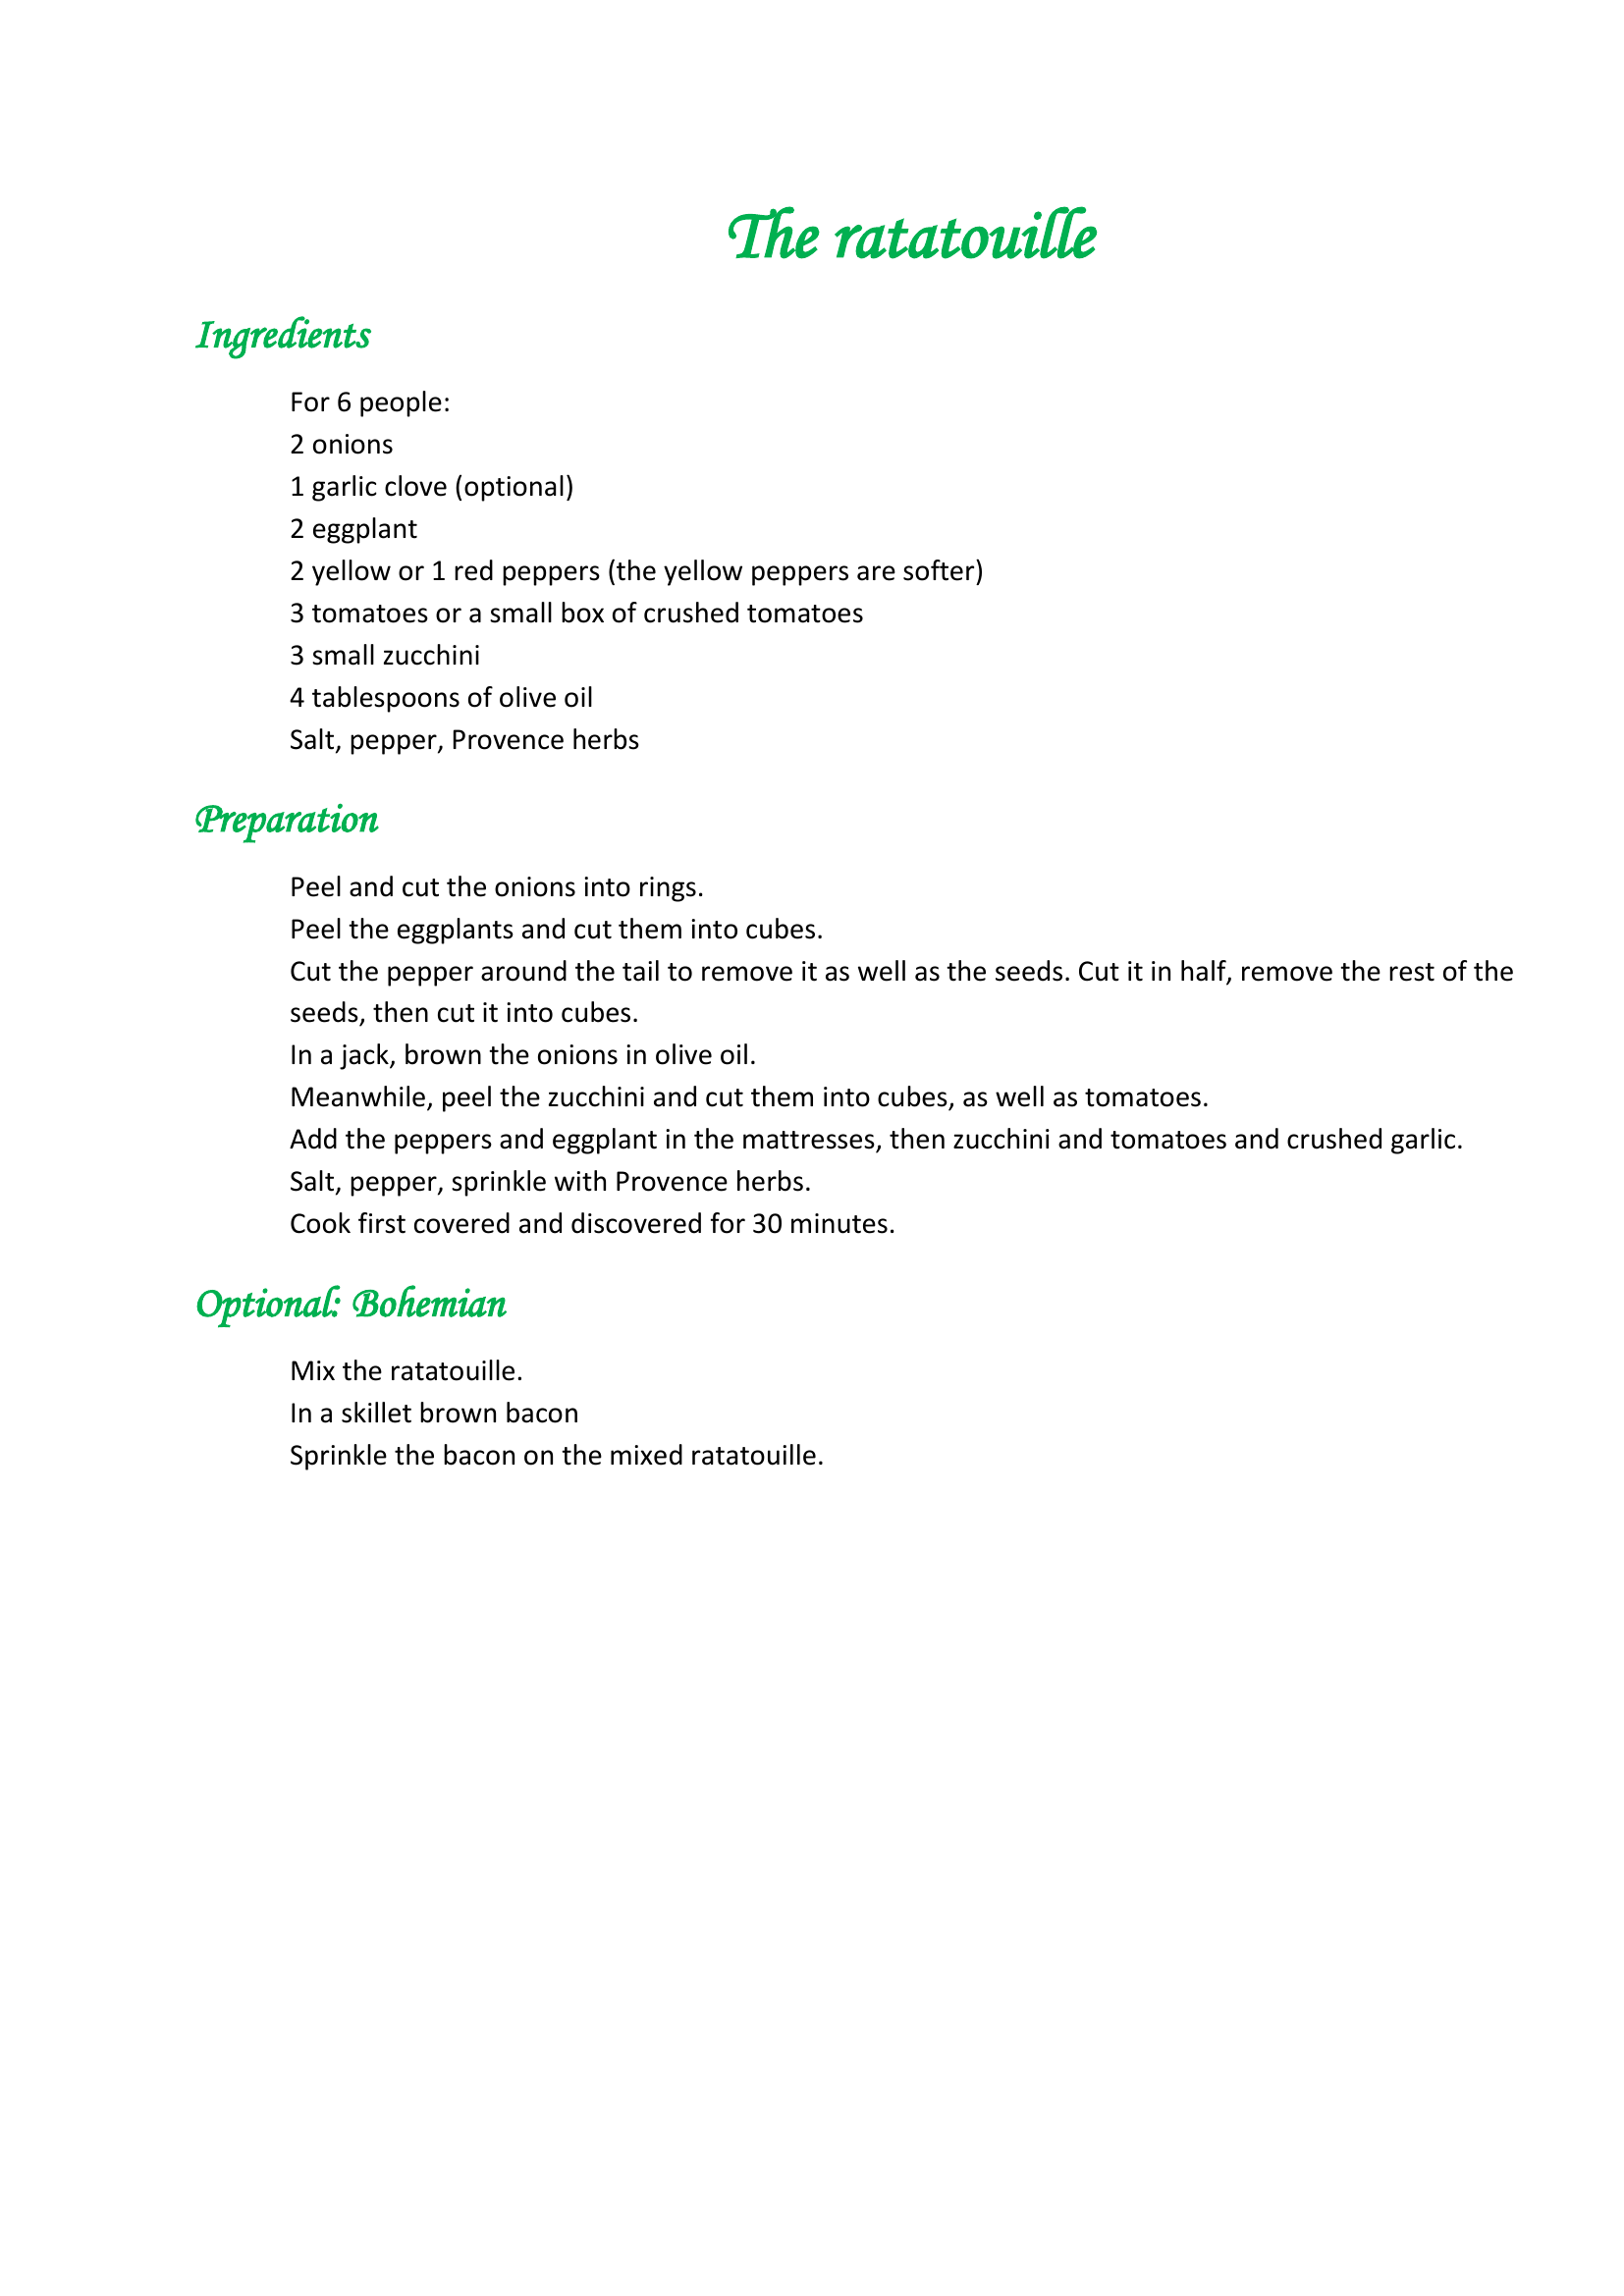 The ratatouille
Ingredients
For 6 people:
2 onions
1 garlic clove (optional)
2 eggplant
2 yellow or 1 red peppers (the yellow peppers are softer)
3 tomatoes or a small box of crushed tomatoes
3 small zucchini
4 tablespoons of olive oil
Salt, pepper, Provence herbs
Preparation
Peel and cut the onions into rings.
Peel the eggplants and cut them into cubes.
Cut the pepper around the tail to remove it as well as the seeds. Cut it in half, remove the rest of the
seeds, then cut it into cubes.
In a jack, brown the onions in olive oil.
Meanwhile, peel the zucchini and cut them into cubes, as well as tomatoes.
Add the peppers and eggplant in the mattresses, then zucchini and tomatoes and crushed garlic.
Salt, pepper, sprinkle with Provence herbs.
Cook first covered and discovered for 30 minutes.
Optional: Bohemian
Mix the ratatouille.
In a skillet brown bacon
Sprinkle the bacon on the mixed ratatouille.